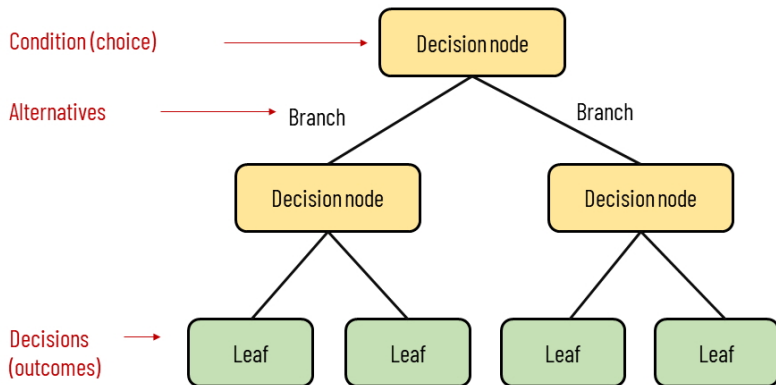 Condition (choice)
Decision node
Alternatives
Branch
Branch
Decision node
Decision node
Decisions
(outcomes)
Leaf
Leaf
Leaf
Leaf